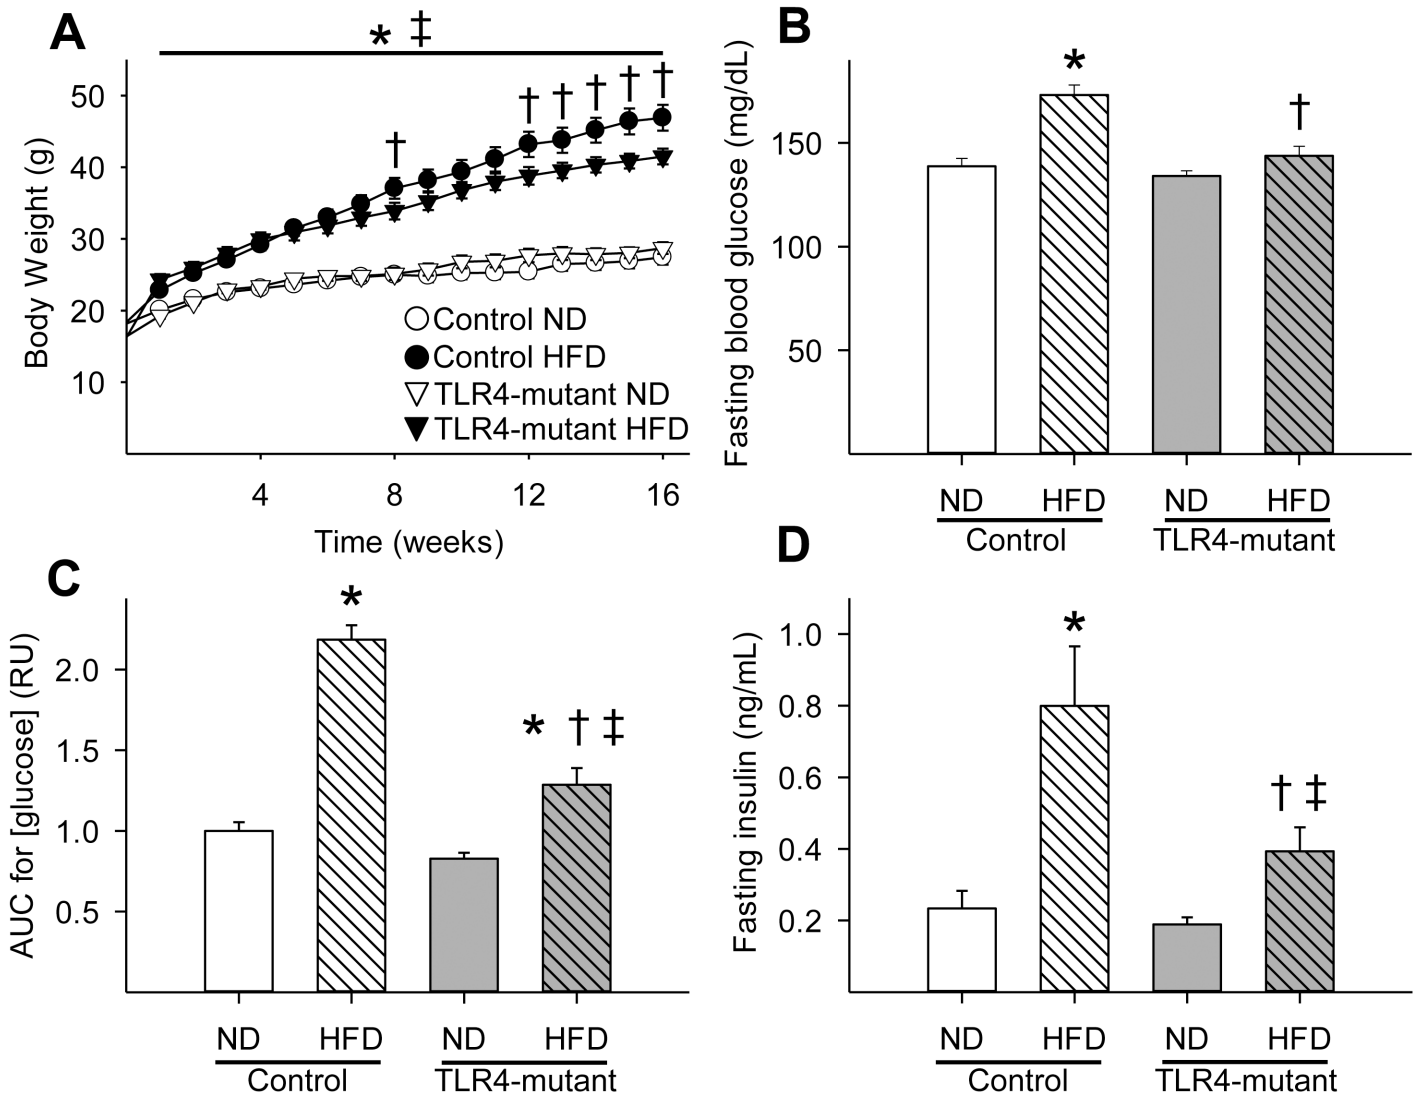 A
* ‡
† † † † † †
Body Weight (g)
50
40
30
20
10
Control ND
Control HFD
TLR4-mutant ND
TLR4-mutant HFD
4 8 12 16
Time (weeks)
B
*
†
Fasting blood glucose (mg/dL)
150
100
50
ND HFD ND HFD
Control TLR4-mutant
C
*
* † ‡
AUC for [glucose] (RU)
2.0
1.5
1.0
0.5
ND HFD ND HFD
Control TLR4-mutant
D
*
† ‡
Fasting insulin (ng/mL)
1.0
0.8
0.6
0.4
0.2
ND HFD ND HFD
Control TLR4-mutant